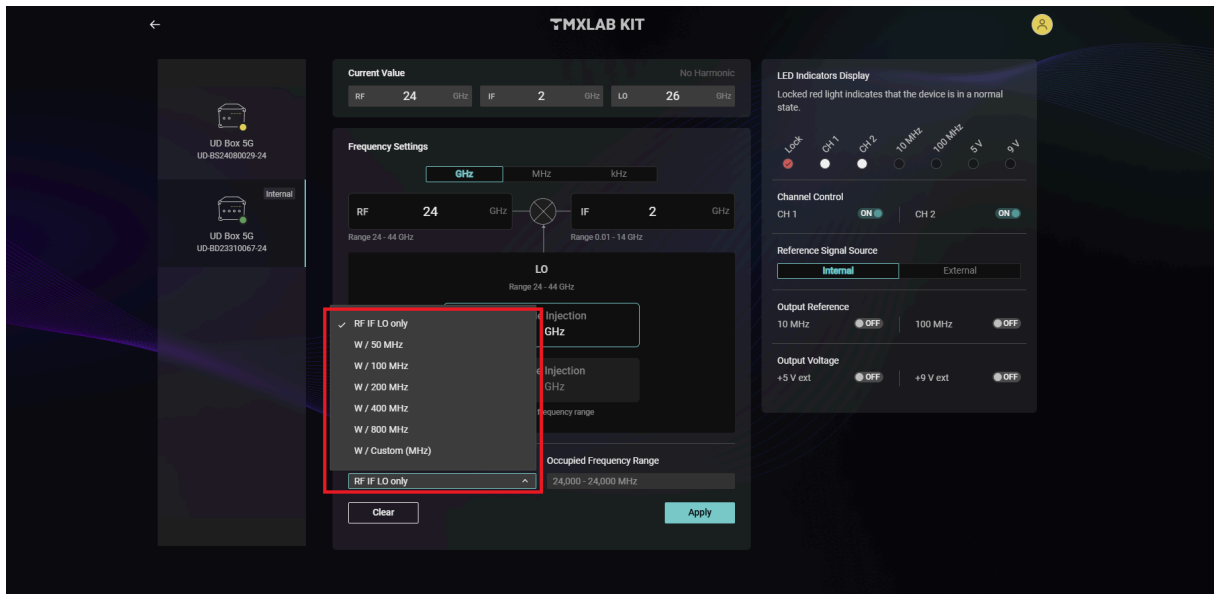 TMXLAB KIT
UD Box 5G
UD-BS24080029-24
Internal
UD Box 5G
UD-BD23310067-24
Current Value
No Harmonic
RF 24 GHz IF 2 GHz LO 26 GHz
Frequency Settings
GHz MHz kHz
RF 24 GHz IF 2 GHz
Range 24 - 44 GHz Range 0.01 - 14 GHz
LO
Range 24 - 44 GHz
Injection
GHz
Injection
GHz
frequency range
RF IF LO only
W / 50 MHz
W / 100 MHz
W / 200 MHz
W / 400 MHz
W / 800 MHz
W / Custom (MHz)
Occupied Frequency Range
RF IF LO only 24,000 - 24,000 MHz
Clear Apply
LED Indicators Display
Locked red light indicates that the device is in a normal
state.
Lock CH 1 CH 2 10 MHz 100 MHz 5 V 9 V
Channel Control
CH 1 ON CH 2 ON
Reference Signal Source
Internal External
Output Reference
10 MHz OFF 100 MHz OFF
Output Voltage
+5 V ext OFF +9 V ext OFF